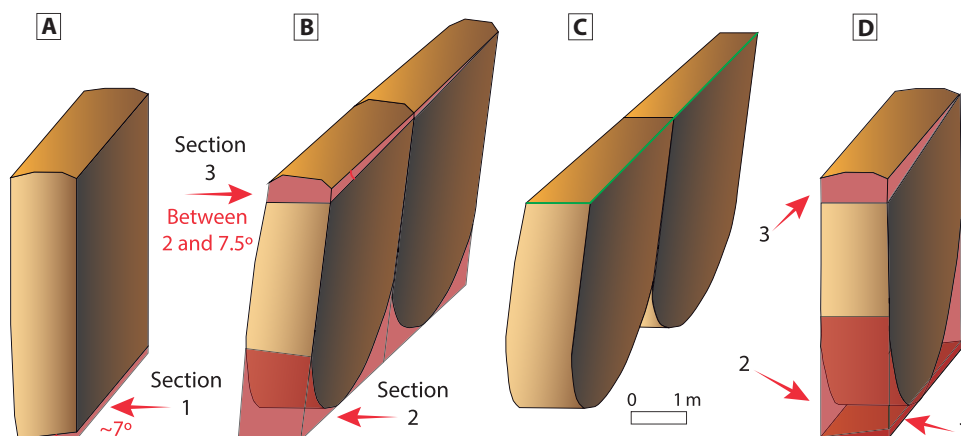 A
B
C
D
Section
3
Between
2 and 7.5º
Section
1
~7º
Section
2
0 1 m
3
2